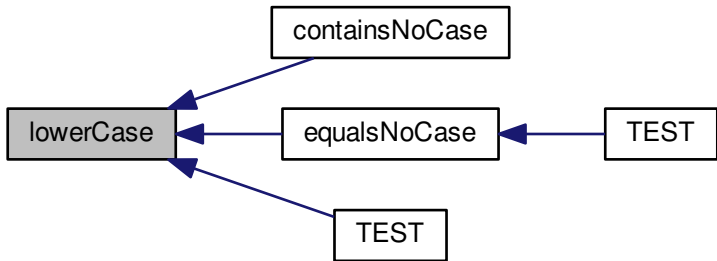 containsNoCase
lowerCase
equalsNoCase
TEST
TEST